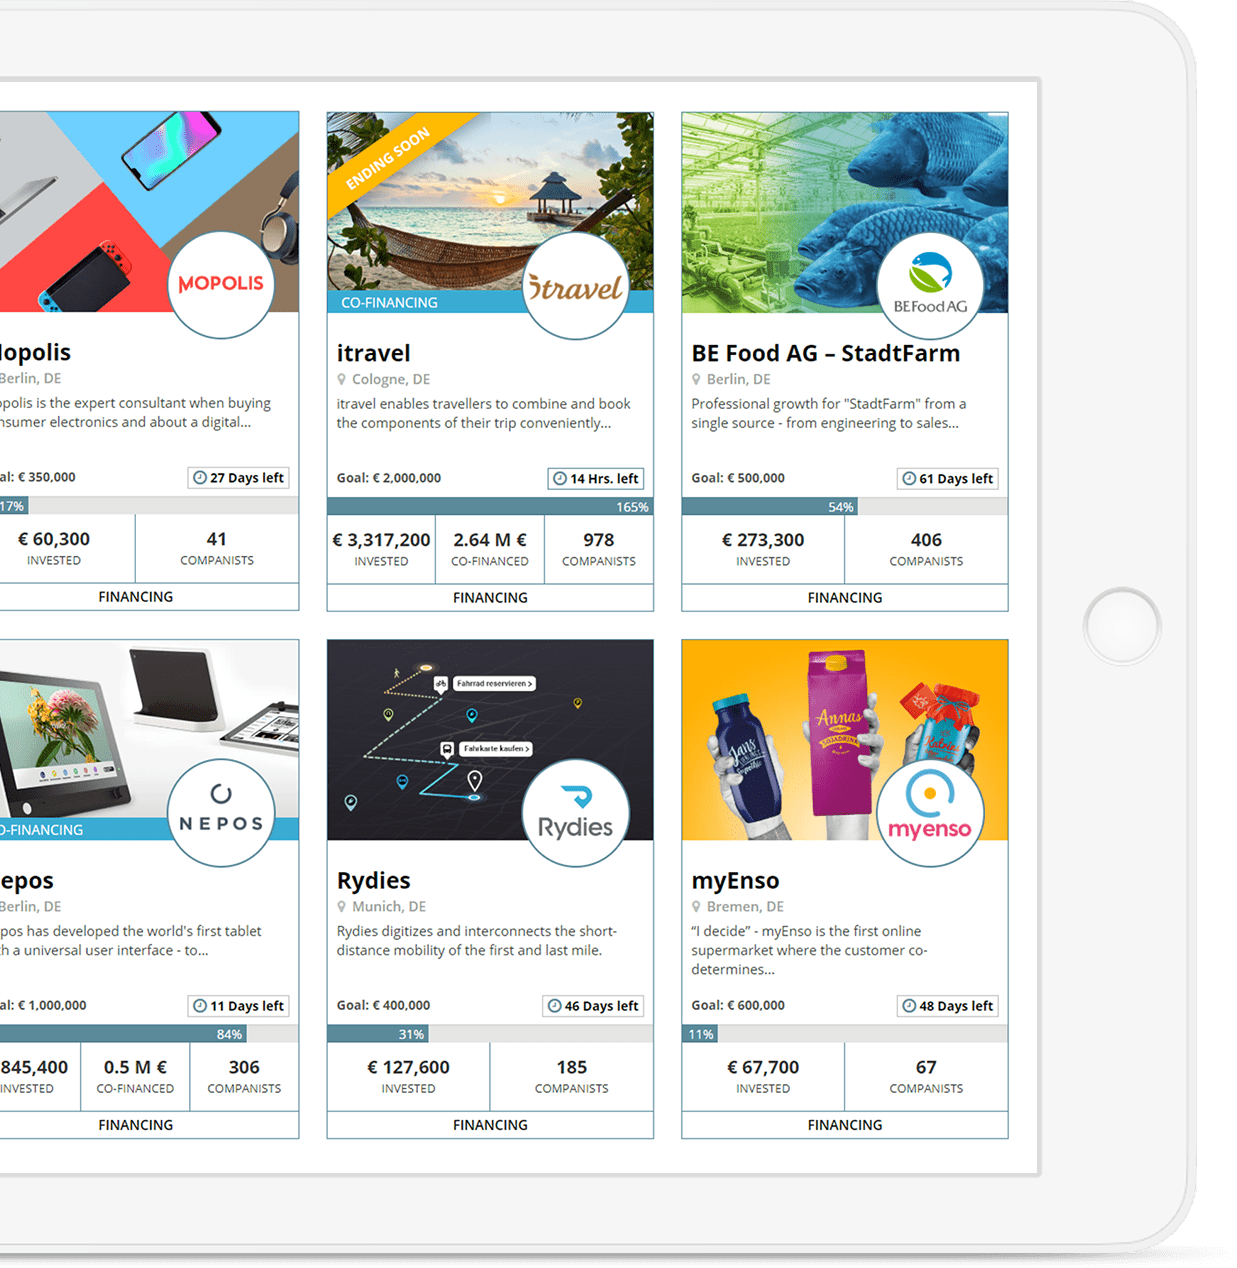 MOPOLIS
lopolis
Berlin, DE
opolis is the expert consultant when buying
nsumer electronics and about a digital...
al: € 350,000
27 Days left
17%
€ 60,300
INVESTED
41
COMPANISTS
FINANCING
ENDING SOON
CO-FINANCING
itravel
itravel
Cologne, DE
itravel enables travellers to combine and book
the components of their trip conveniently...
Goal: € 2,000,000
14 Hrs. left
165%
€ 3,317,200
INVESTED
2.64 M €
CO-FINANCED
978
COMPANISTS
FINANCING
BEFoodAG
BE Food AG – StadtFarm
Berlin, DE
Professional growth for "StadtFarm" from a
single source - from engineering to sales...
Goal: € 500,000
61 Days left
54%
€ 273,300
INVESTED
406
COMPANISTS
FINANCING
O-FINANCING
NEPOS
epos
Berlin, DE
pos has developed the world's first tablet
h a universal user interface - to...
al: € 1,000,000
11 Days left
84%
845,400
INVESTED
0.5 M €
CO-FINANCED
306
COMPANISTS
FINANCING
Fahrrad reservieren >
Fahrkarte kaufen >
Rydies
Rydies
Munich, DE
Rydies digitizes and interconnects the short-
distance mobility of the first and last mile.
Goal: € 400,000
46 Days left
31%
€ 127,600
INVESTED
185
COMPANISTS
FINANCING
Jans
Smoothie
Annas
SOJADRINK
Katrins
myenso
myEnso
Bremen, DE
“I decide” - myEnso is the first online
supermarket where the customer co-
determines...
Goal: € 600,000
48 Days left
11%
€ 67,700
INVESTED
67
COMPANISTS
FINANCING